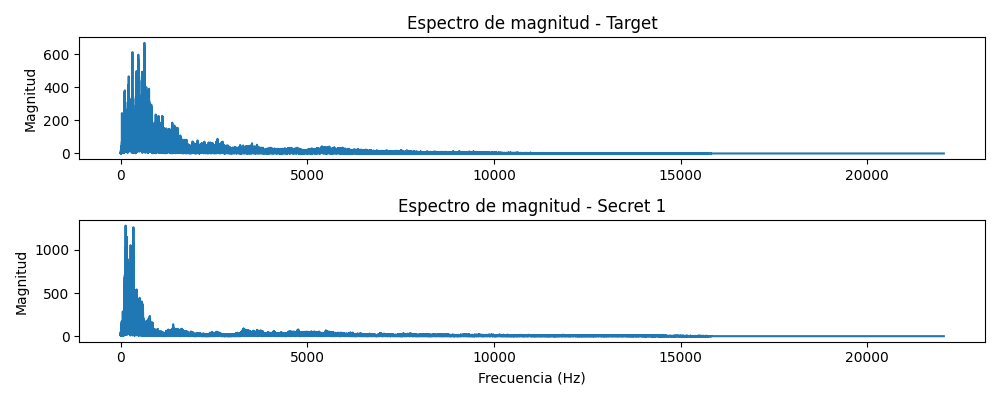 Espectro de magnitud - Target
Magnitud
600
400
200
0
0 5000 10000 15000 20000
Espectro de magnitud - Secret 1
Magnitud
1000
500
0
0 5000 10000 15000 20000
Frecuencia (Hz)